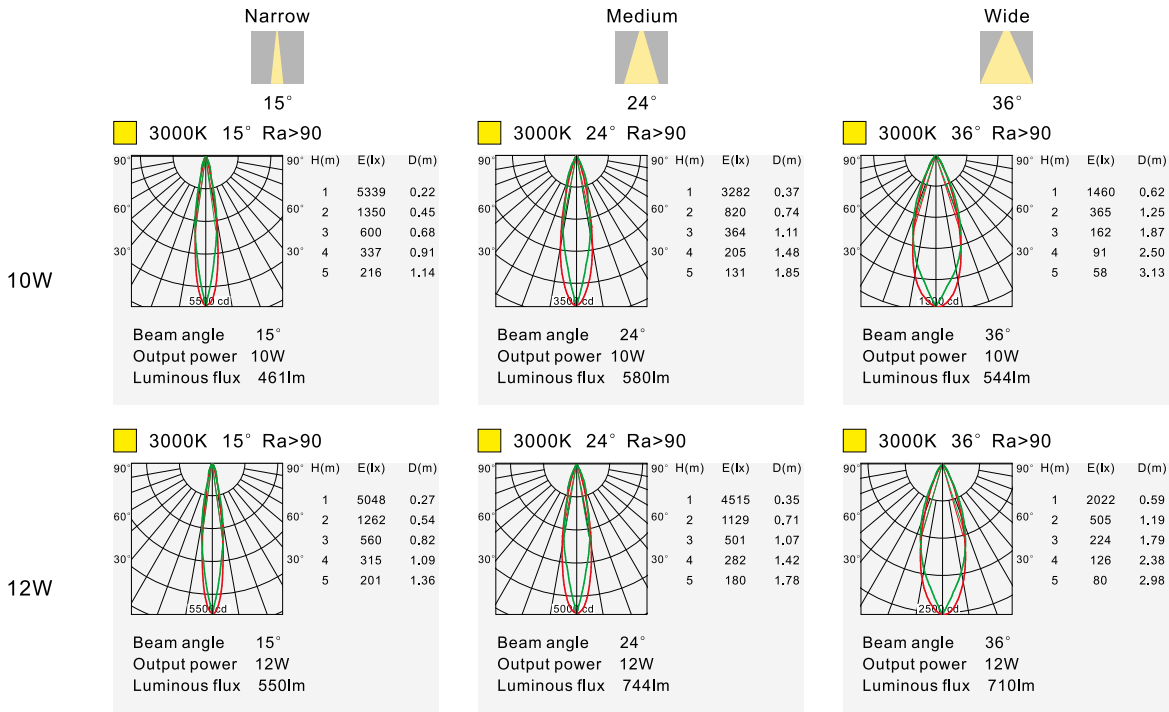 Narrow
15°
Medium
24°
Wide
36°
10W
3000K 15° Ra>90
90° 90° H(m) E(lx) D(m)
1 5339 0.22
60° 60° 2 1350 0.45
3 600 0.68
30° 30° 4 337 0.91
5 216 1.14
5500 cd
Beam angle 15°
Output power 10W
Luminous flux 461lm
3000K 24° Ra>90
90° 90° H(m) E(lx) D(m)
1 3282 0.37
60° 60° 2 820 0.74
3 364 1.11
30° 30° 4 205 1.48
5 131 1.85
3500 cd
Beam angle 24°
Output power 10W
Luminous flux 580lm
3000K 36° Ra>90
90° 90° H(m) E(lx) D(m)
1 1460 0.62
60° 60° 2 365 1.25
3 162 1.87
30° 30° 4 91 2.50
5 58 3.13
1500 cd
Beam angle 36°
Output power 10W
Luminous flux 544lm
12W
3000K 15° Ra>90
90° 90° H(m) E(lx) D(m)
1 5048 0.27
60° 60° 2 1262 0.54
3 560 0.82
30° 30° 4 315 1.09
5 201 1.36
5500 cd
Beam angle 15°
Output power 12W
Luminous flux 550lm
3000K 24° Ra>90
90° 90° H(m) E(lx) D(m)
1 4515 0.35
60° 60° 2 1129 0.71
3 501 1.07
30° 30° 4 282 1.42
5 180 1.78
5000 cd
Beam angle 24°
Output power 12W
Luminous flux 744lm
3000K 36° Ra>90
90° 90° H(m) E(lx) D(m)
1 2022 0.59
60° 60° 2 505 1.19
3 224 1.79
30° 30° 4 126 2.38
5 80 2.98
2500 cd
Beam angle 36°
Output power 12W
Luminous flux 710lm